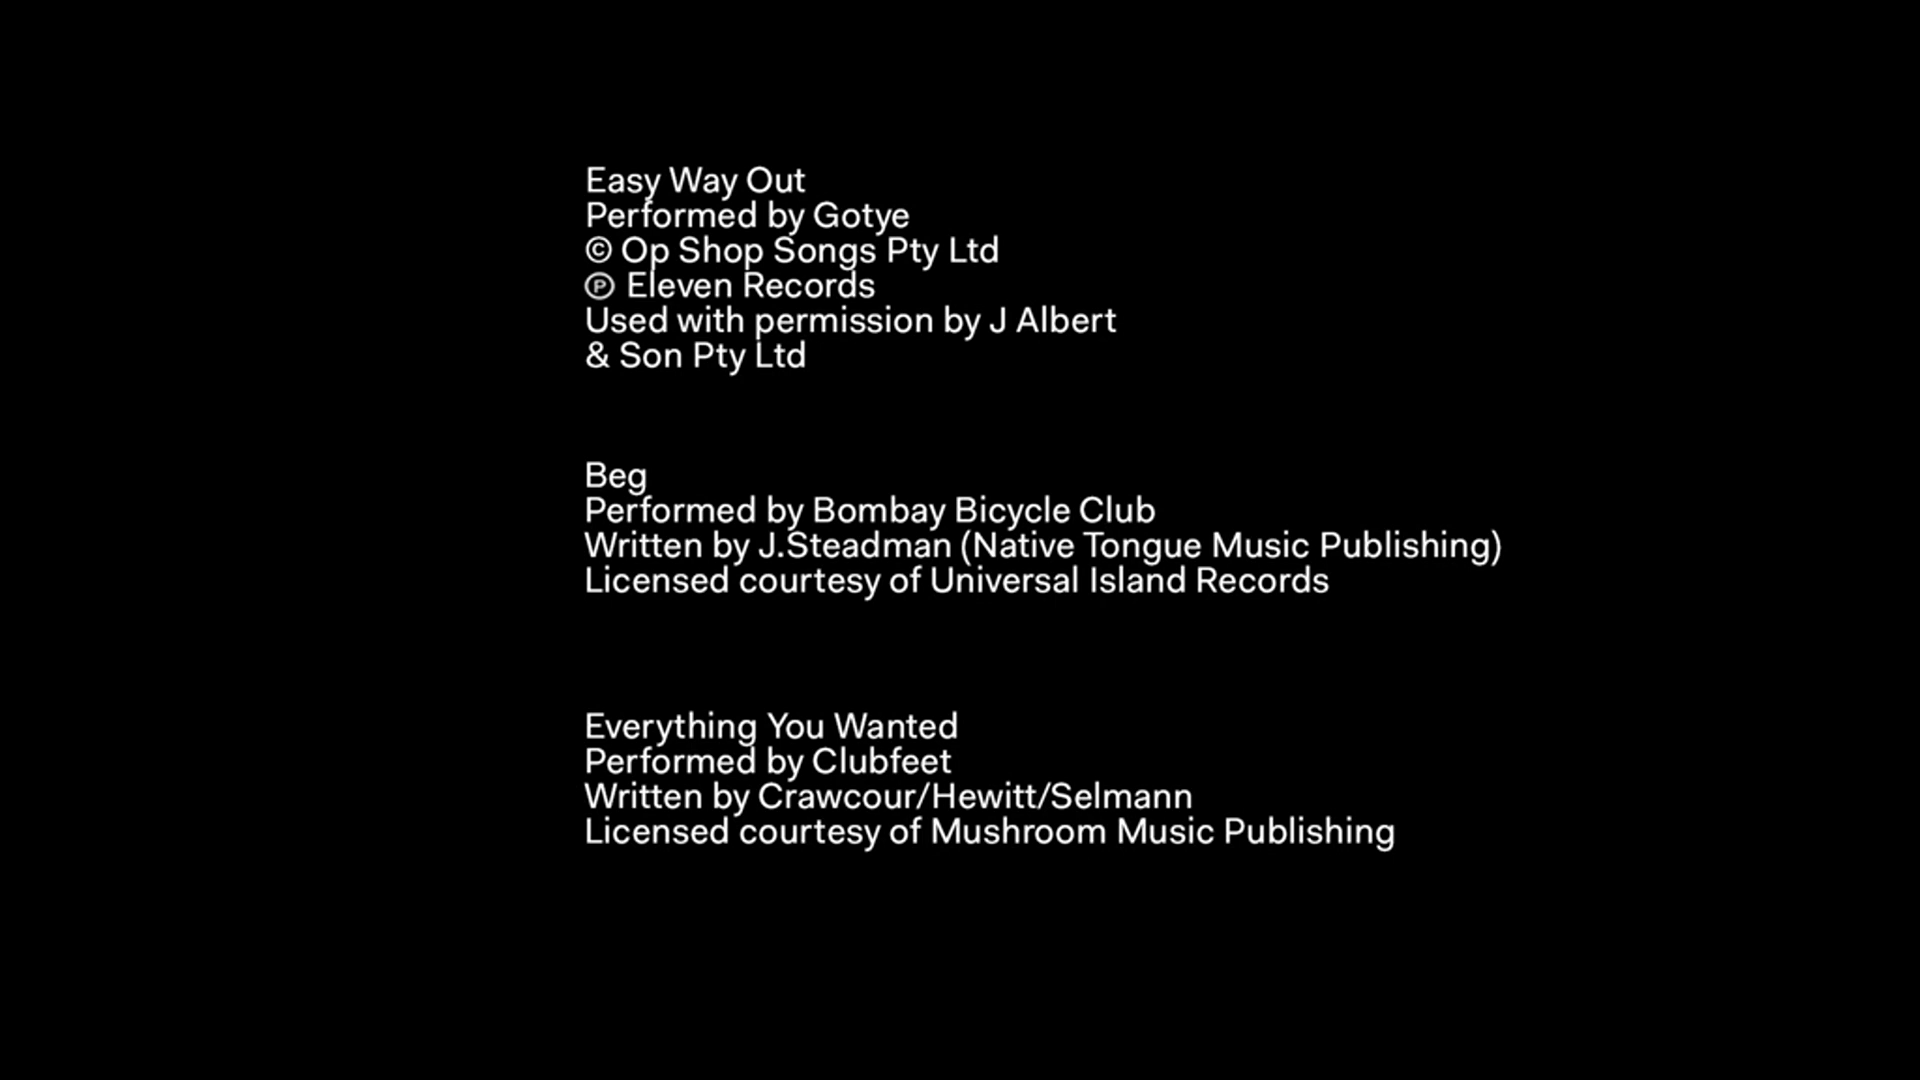 Easy Way Out
Performed by Gotye
© Op Shop Songs Pty Ltd
℗ Eleven Records
Used with permission by J Albert
& Son Pty Ltd
Beg
Performed by Bombay Bicycle Club
Written by J.Steadman (Native Tongue Music Publishing)
Licensed courtesy of Universal Island Records
Everything You Wanted
Performed by Clubfeet
Written by Crawcour/Hewitt/Selmann
Licensed courtesy of Mushroom Music Publishing